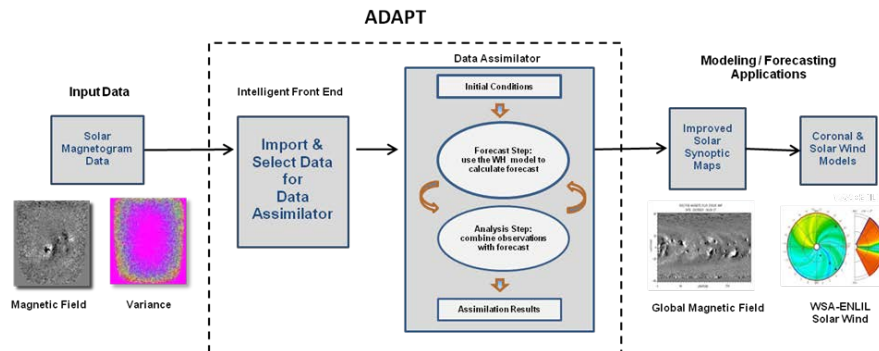 ADAPT
Input Data
Solar
Magnetogram
Data
Magnetic Field
Variance
Intelligent Front End
Import &
Select Data
for
Data
Assimilator
Data Assimilator
Initial Conditions
Forecast Step:
use the WH model to
calculate forecast
Analysis Step:
combine observations
with forecast
Assimilation Results
Modeling / Forecasting
Applications
Improved
Solar
Synoptic
Maps
Global Magnetic Field
Coronal &
Solar Wind
Models
WSA-ENLIL
Solar Wind